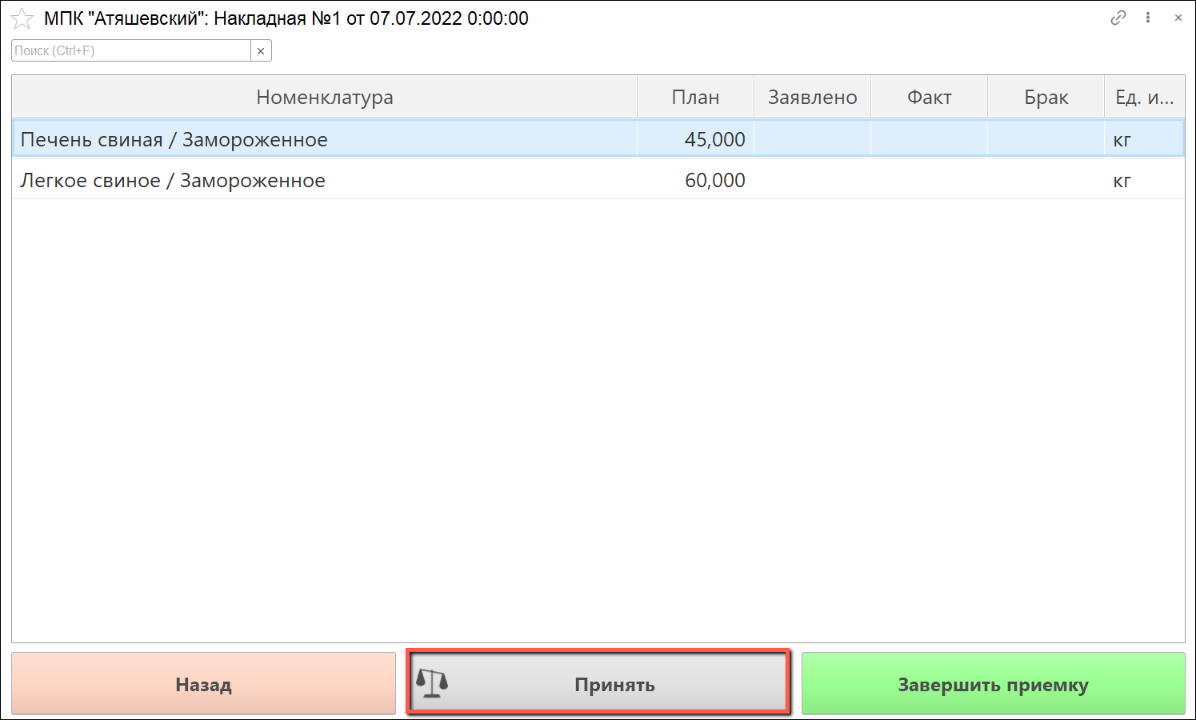 МПК "Атяшевский": Накладная №1 от 07.07.2022 0:00:00
Поиск (Ctrl+F)
Номенклатура План Заявлено Факт Брак Ед. и...
Печень свиная / Замороженное 45,000 кг
Легкое свиное / Замороженное 60,000 кг
Назад Принять Завершить приемку